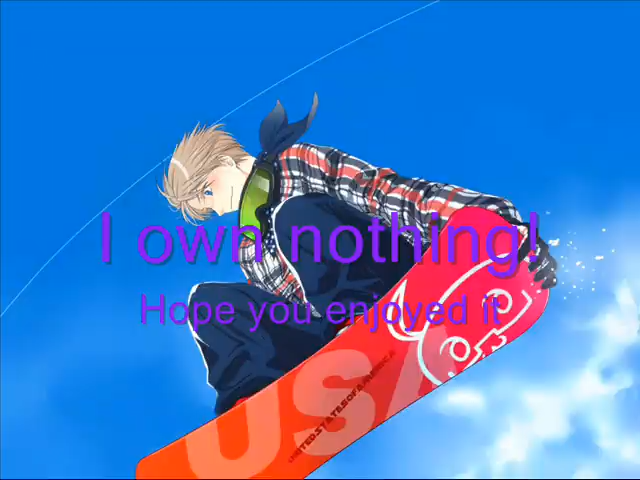 I own nothing!
Hope you enjoyed it
USA
UNITED.STATES OF AMERICA